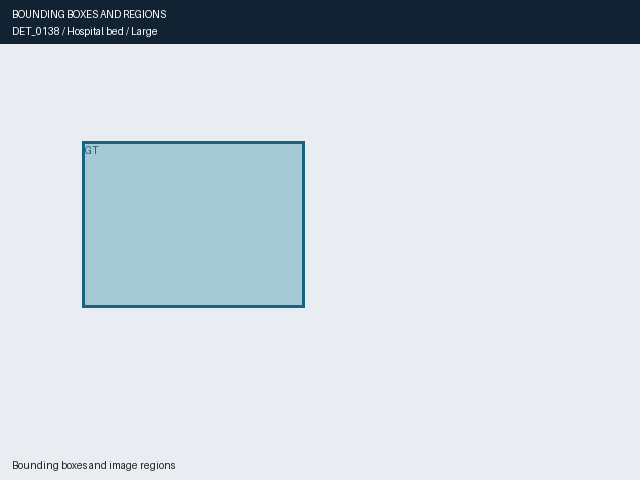 BOUNDING BOXES AND REGIONS
DET_0138 / Hospital bed / Large
GT
Bounding boxes and image regions